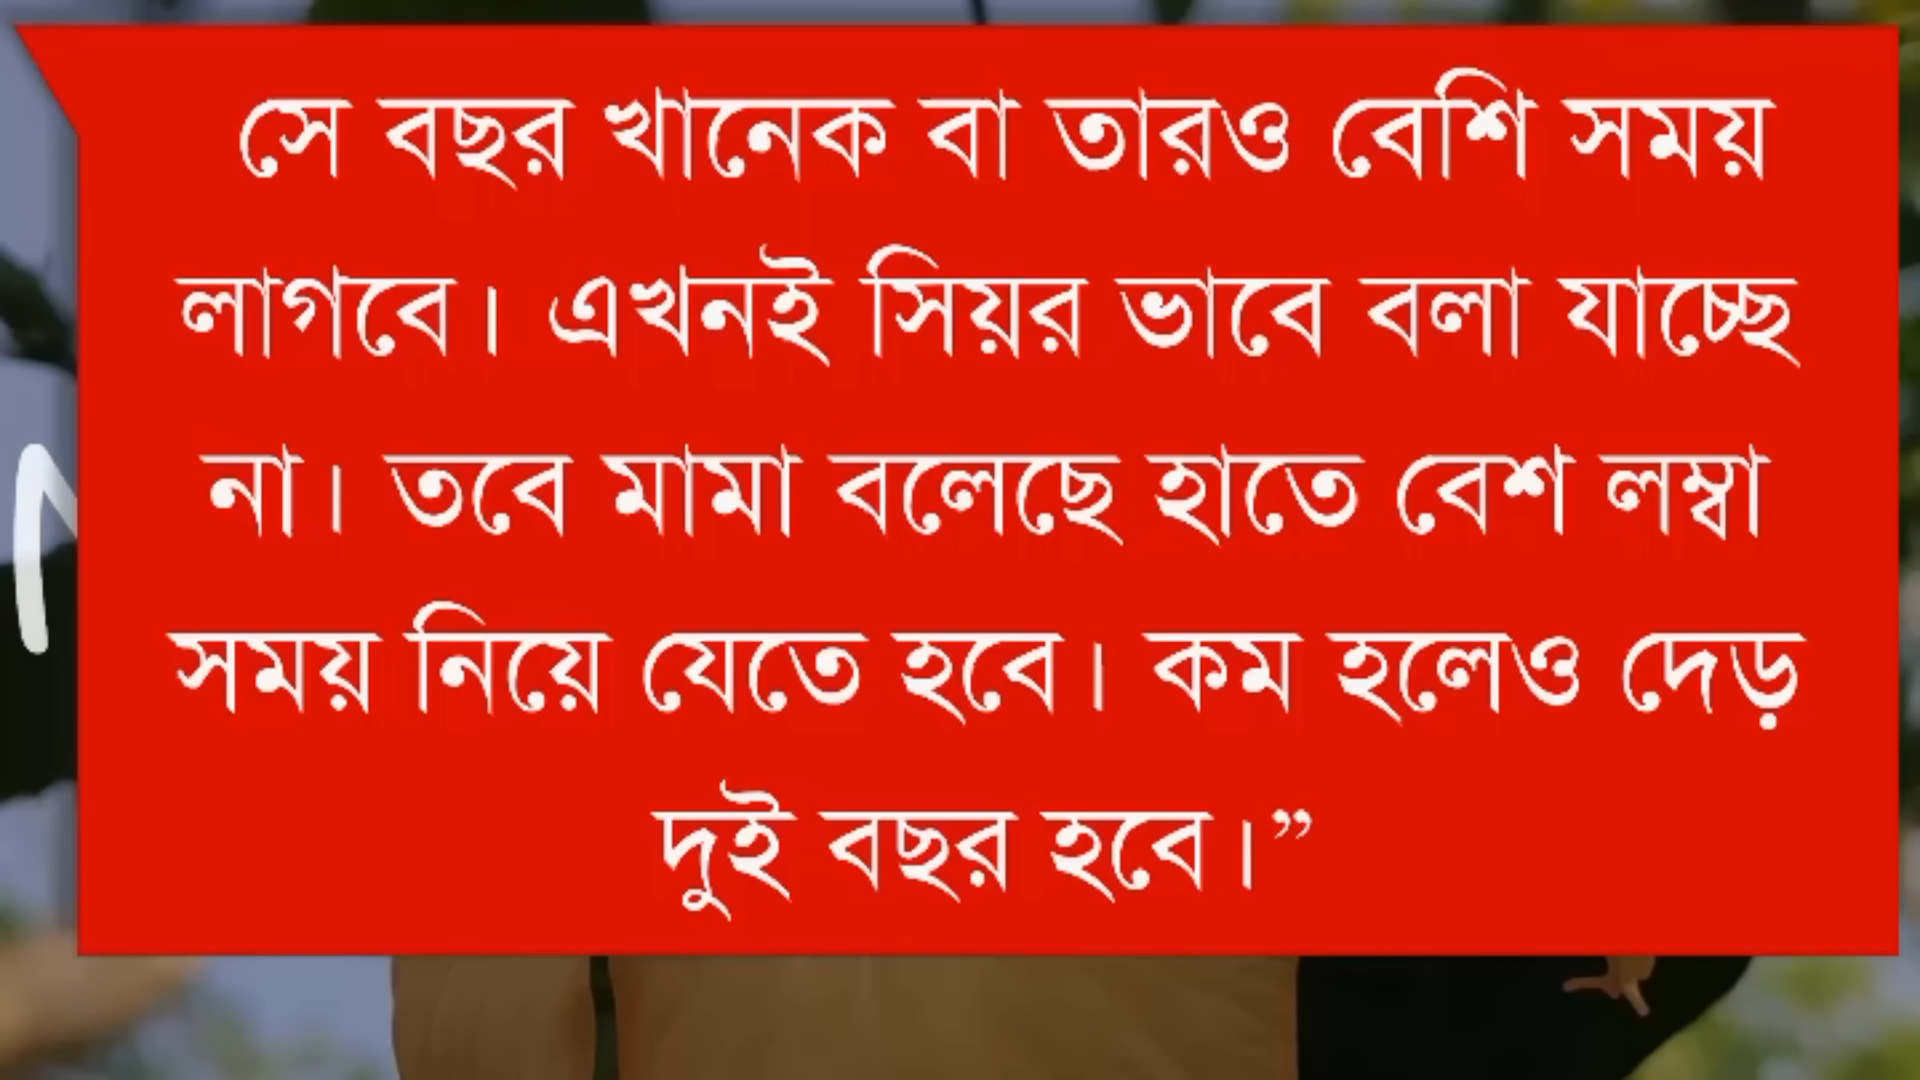 সে বছর খানেক বা তারও বেশি সময়
লাগবে। এখনই সিয়র ভাবে বলা যাচ্ছে
না। তবে মামা বলেছে হাতে বেশ লম্বা
সময় নিয়ে যেতে হবে। কম হলেও দেড়
দুই বছর হবে।”